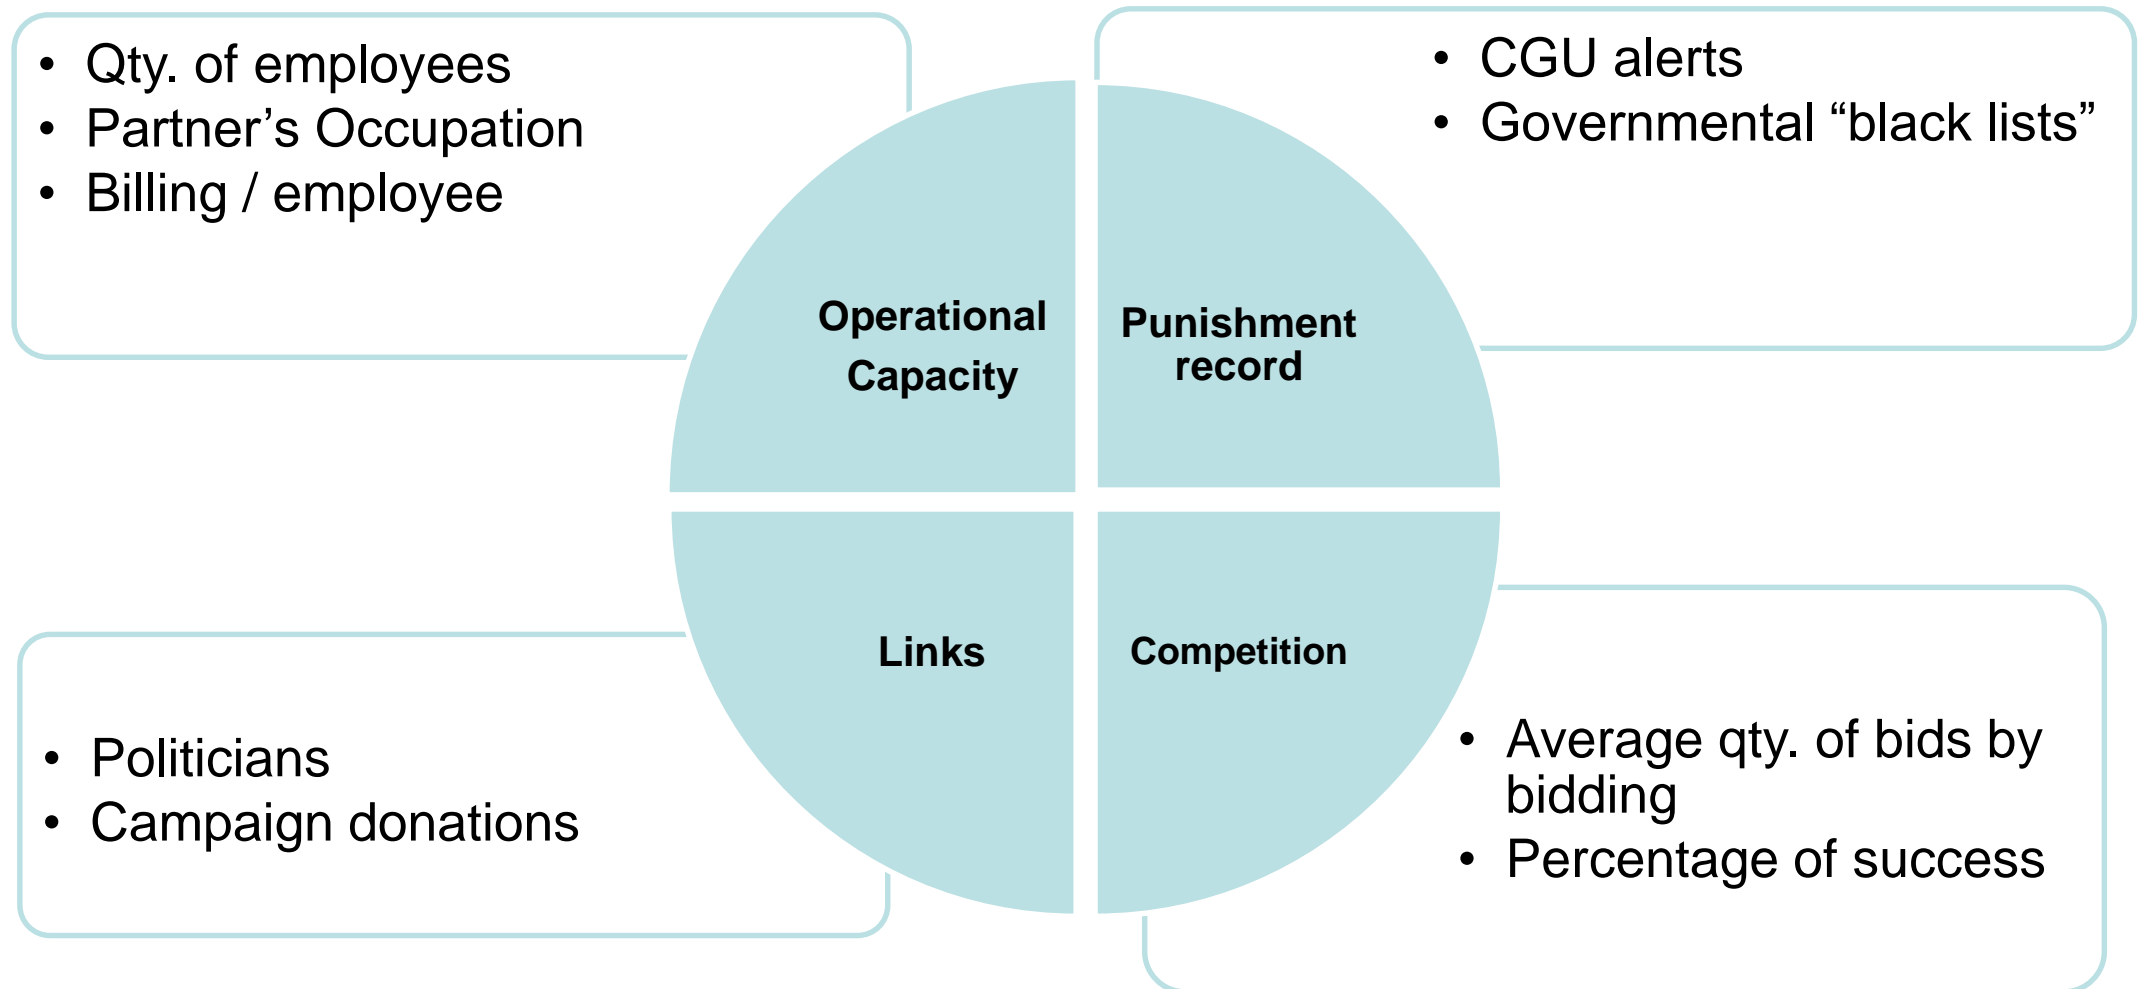 • Qty. of employees
• Partner’s Occupation
• Billing / employee
• CGU alerts
• Governmental “black lists”
Operational
Capacity
Punishment
record
Links
Competition
• Politicians
• Campaign donations
• Average qty. of bids by
bidding
• Percentage of success